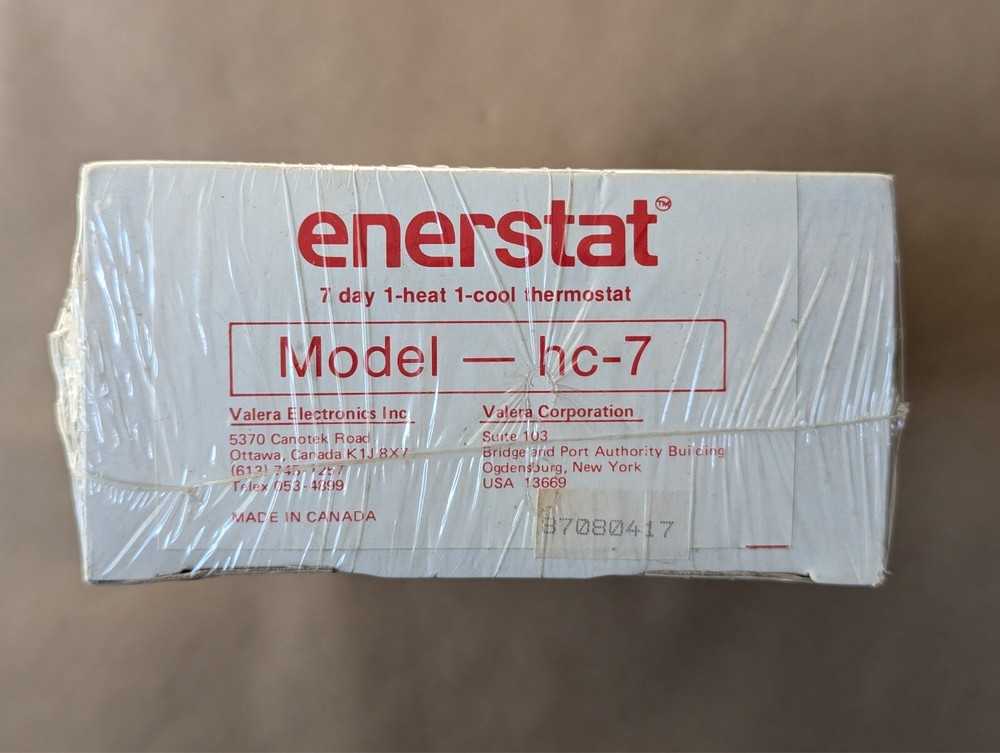 enerstat™
7 day 1-heat 1-cool thermostat
Model — hc-7
Valera Electronics Inc.
5370 Canotek Road
Ottawa, Canada K1J 8X7
(613)
Telex 053-4899
MADE IN CANADA
Valera Corporation
Suite 103
Bridge and Port Authority Building
Ogdensburg, New York
USA 13669
87080417